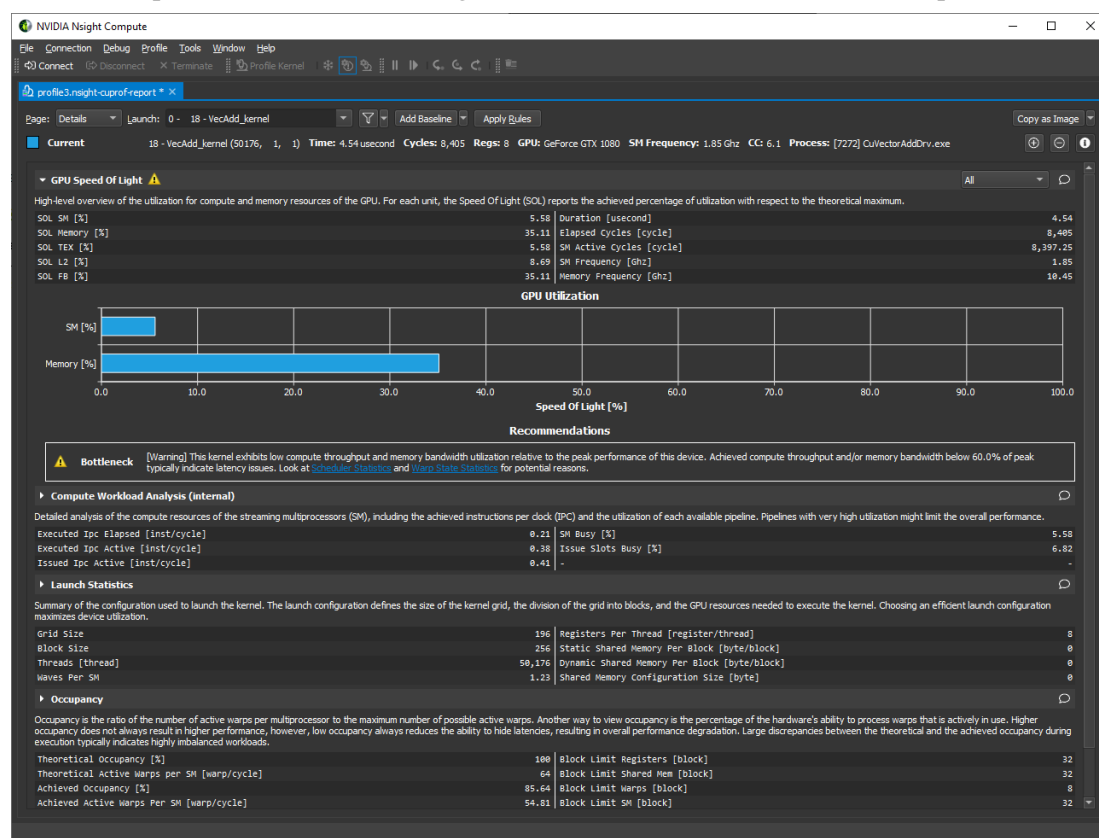 NVIDIA Nsight Compute
File Connection Debug Profile Tools Window Help
Connect Disconnect Terminate Profile Kernel
profile3.nsight-cuprof-report *
Page: Details Launch: 0 - 18 - VecAdd_kernel Add Baseline Apply Rules Copy as Image
Current 18 - VecAdd_kernel (50176, 1, 1) Time: 4.54 usecond Cycles: 8,405 Regs: 8 GPU: GeForce GTX 1080 SM Frequency: 1.85 Ghz CC: 6.1 Process: [7272] CuVectorAddDrv.exe
GPU Speed Of Light All
High-level overview of the utilization for compute and memory resources of the GPU. For each unit, the Speed Of Light (SOL) reports the achieved percentage of utilization with respect to the theoretical maximum.
SOL SM [%] 5.58 Duration [usecond] 4.54
SOL Memory [%] 35.11 Elapsed Cycles [cycle] 8,405
SOL TEX [%] 5.58 SM Active Cycles [cycle] 8,397.25
SOL L2 [%] 8.69 SM Frequency [Ghz] 1.85
SOL FB [%] 35.11 Memory Frequency [Ghz] 10.45
GPU Utilization
SM [%]
Memory [%]
0.0 10.0 20.0 30.0 40.0 50.0 60.0 70.0 80.0 90.0 100.0
Speed Of Light [%]
Recommendations
Bottleneck [Warning] This kernel exhibits low compute throughput and memory bandwidth utilization relative to the peak performance of this device. Achieved compute throughput and/or memory bandwidth below 60.0% of peak
typically indicate latency issues. Look at Scheduler Statistics and Warp State Statistics for potential reasons.
Compute Workload Analysis (internal)
Detailed analysis of the compute resources of the streaming multiprocessors (SM), including the achieved instructions per clock (IPC) and the utilization of each available pipeline. Pipelines with very high utilization might limit the overall performance.
Executed Ipc Elapsed [inst/cycle] 0.21 SM Busy [%] 5.58
Executed Ipc Active [inst/cycle] 0.38 Issue Slots Busy [%] 6.82
Issued Ipc Active [inst/cycle] 0.41 - -
Launch Statistics
Summary of the configuration used to launch the kernel. The launch configuration defines the size of the kernel grid, the division of the grid into blocks, and the GPU resources needed to execute the kernel. Choosing an efficient launch configuration
maximizes device utilization.
Grid Size 196 Registers Per Thread [register/thread] 8
Block Size 256 Static Shared Memory Per Block [byte/block] 0
Threads [thread] 50,176 Dynamic Shared Memory Per Block [byte/block] 0
Waves Per SM 1.23 Shared Memory Configuration Size [byte] 0
Occupancy
Occupancy is the ratio of the number of active warps per multiprocessor to the maximum number of possible active warps. Another way to view occupancy is the percentage of the hardware's ability to process warps that is actively in use. Higher
occupancy does not always result in higher performance, however, low occupancy always reduces the ability to hide latencies, resulting in overall performance degradation. Large discrepancies between the theoretical and the achieved occupancy during
execution typically indicates highly imbalanced workloads.
Theoretical Occupancy [%] 100 Block Limit Registers [block] 32
Theoretical Active Warps per SM [warp/cycle] 64 Block Limit Shared Mem [block] 32
Achieved Occupancy [%] 85.64 Block Limit Warps [block] 8
Achieved Active Warps Per SM [warp/cycle] 54.81 Block Limit SM [block] 32